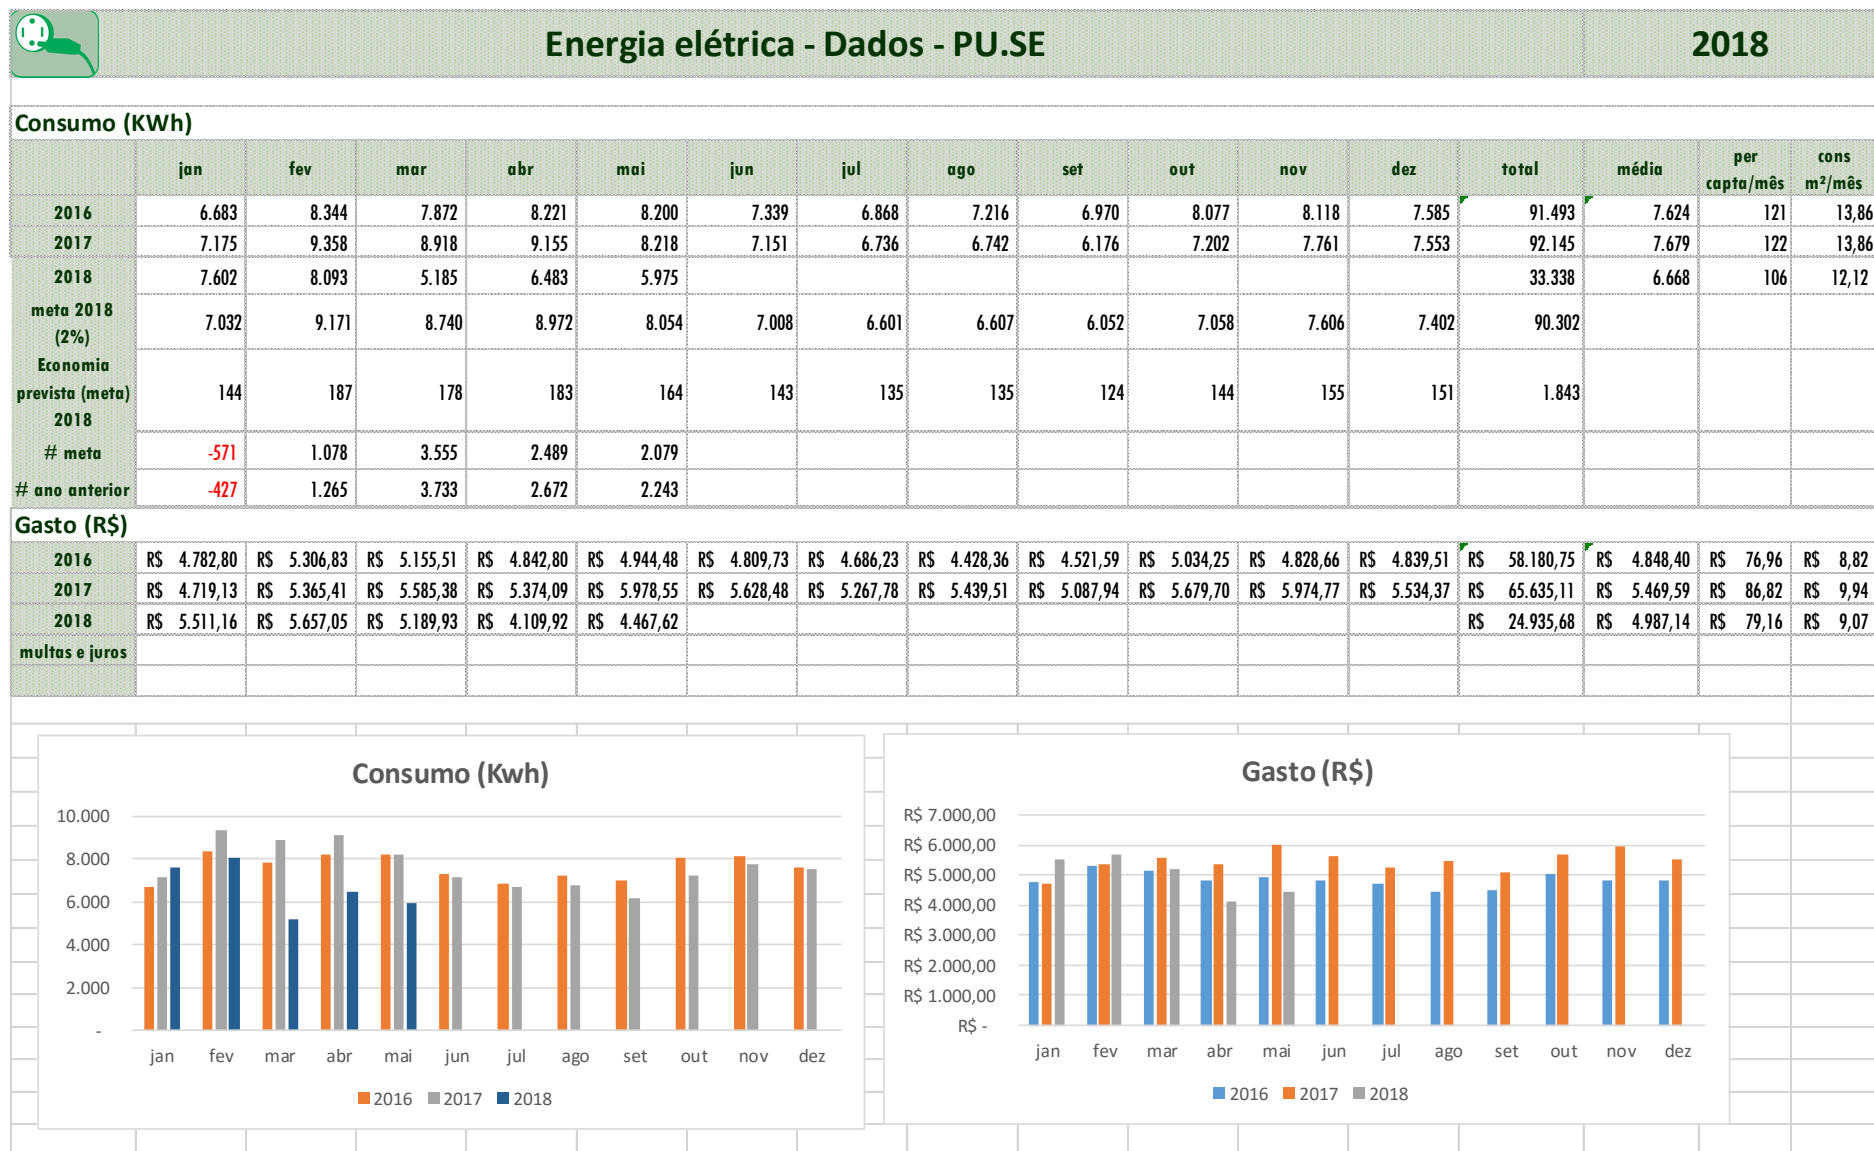 Energia elétrica - Dados - PU.SE 2018
Consumo (KWh)
jan fev mar abr mai jun jul ago set out nov dez total média per capta/mês cons m²/mês
2016 6.683 8.344 7.872 8.221 8.200 7.339 6.868 7.216 6.970 8.077 8.118 7.585 91.493 7.624 121 13,86
2017 7.175 9.358 8.918 9.155 8.218 7.151 6.736 6.742 6.176 7.202 7.761 7.553 92.145 7.679 122 13,86
2018 7.602 8.093 5.185 6.483 5.975 33.338 6.668 106 12,12
meta 2018 (2%) 7.032 9.171 8.740 8.972 8.054 7.008 6.601 6.607 6.052 7.058 7.606 7.402 90.302
Economia prevista (meta) 2018 144 187 178 183 164 143 135 135 124 144 155 151 1.843
# meta -571 1.078 3.555 2.489 2.079
# ano anterior -427 1.265 3.733 2.672 2.243
Gasto (R$)
2016 R$ 4.782,80 R$ 5.306,83 R$ 5.155,51 R$ 4.842,80 R$ 4.944,48 R$ 4.809,73 R$ 4.686,23 R$ 4.428,36 R$ 4.521,59 R$ 5.034,25 R$ 4.828,66 R$ 4.839,51 R$ 58.180,75 R$ 4.848,40 R$ 76,96 R$ 8,82
2017 R$ 4.719,13 R$ 5.365,41 R$ 5.585,38 R$ 5.374,09 R$ 5.978,55 R$ 5.628,48 R$ 5.267,78 R$ 5.439,51 R$ 5.087,94 R$ 5.679,70 R$ 5.974,77 R$ 5.534,37 R$ 65.635,11 R$ 5.469,59 R$ 86,82 R$ 9,94
2018 R$ 5.511,16 R$ 5.657,05 R$ 5.189,93 R$ 4.109,92 R$ 4.467,62 R$ 24.935,68 R$ 4.987,14 R$ 79,16 R$ 9,07
multas e juros
Consumo (Kwh)
10.000
8.000
6.000
4.000
2.000
-
jan fev mar abr mai jun jul ago set out nov dez
2016 2017 2018
Gasto (R$)
R$ 7.000,00
R$ 6.000,00
R$ 5.000,00
R$ 4.000,00
R$ 3.000,00
R$ 2.000,00
R$ 1.000,00
R$ -
jan fev mar abr mai jun jul ago set out nov dez
2016 2017 2018